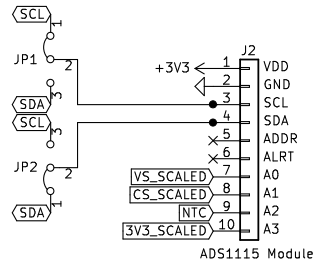 SCL
1
JP1
2
3
SDA
SCL
3
JP2
2
1
SDA
J2
+3V3 1 VDD
2 GND
3 SCL
4 SDA
5 ADDR
6 ALRT
VS_SCALED 7 A0
CS_SCALED 8 A1
NTC 9 A2
3V3_SCALED 10 A3
ADS1115 Module